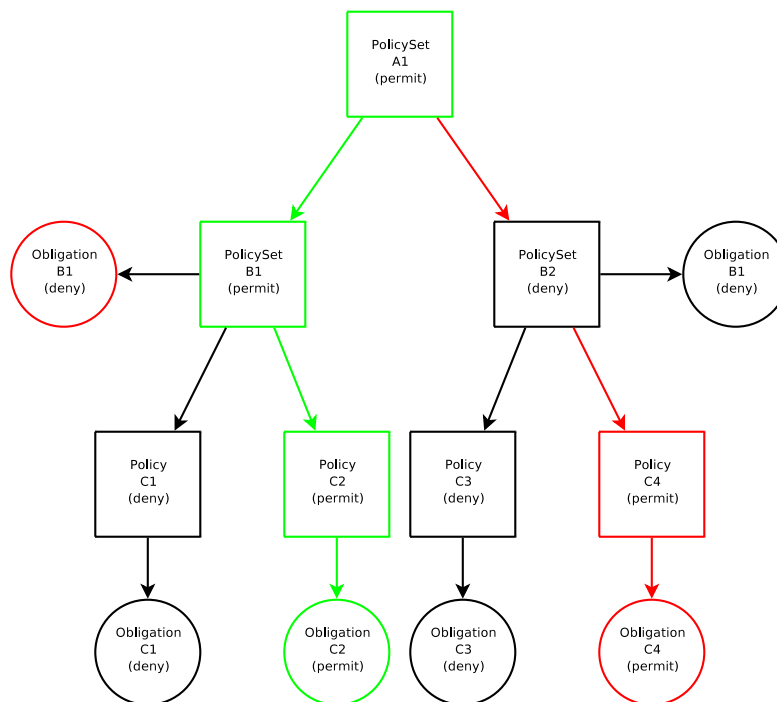 PolicySet
A1
(permit)
Obligation
B1
(deny)
PolicySet
B1
(permit)
PolicySet
B2
(deny)
Obligation
B1
(deny)
Policy
C1
(deny)
Policy
C2
(permit)
Policy
C3
(deny)
Policy
C4
(permit)
Obligation
C1
(deny)
Obligation
C2
(permit)
Obligation
C3
(deny)
Obligation
C4
(permit)